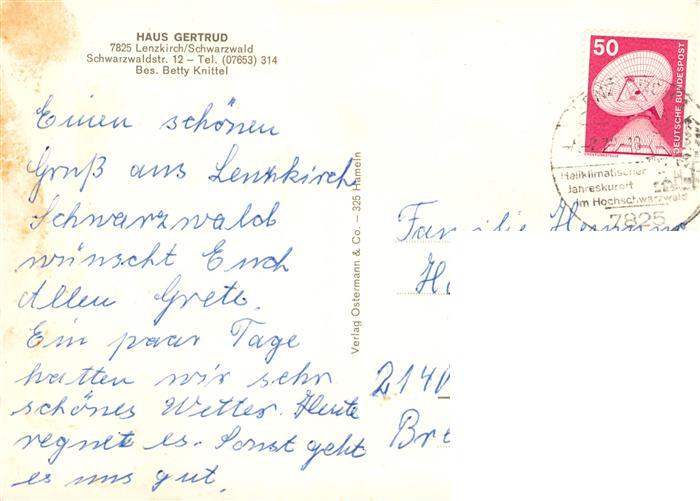 HAUS GERTRUD
7825 Lenzkirch/Schwarzwald
Schwarzwaldstr. 12 – Tel. (07653) 314
Bes. Betty Knittel
Einen schönen
Gruß aus Lenzkirch
Schwarzwald
wünscht Euch
Allen Grete.
Ein paar Tage
hatten wir sehr
schönes Wetter. Heute
regnet es. Sonst geht
es uns gut.
Verlag Ostermann & Co. – 325 Hameln
50
DEUTSCHE BUNDESPOST
Heilklimatischer
Jahreskurort
im Hochschwarzwald
7825
Familie
2140
Bre